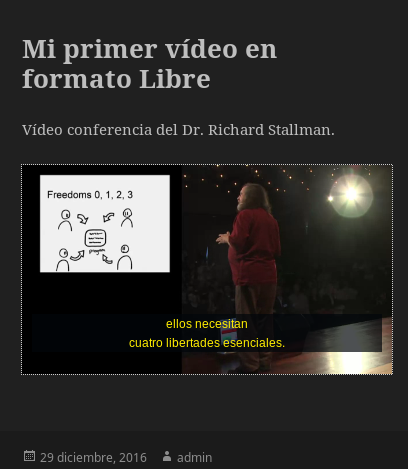 Mi primer vídeo en
formato Libre
Vídeo conferencia del Dr. Richard Stallman.
Freedoms 0, 1, 2, 3
ellos necesitan
cuatro libertades esenciales.
29 diciembre, 2016 admin